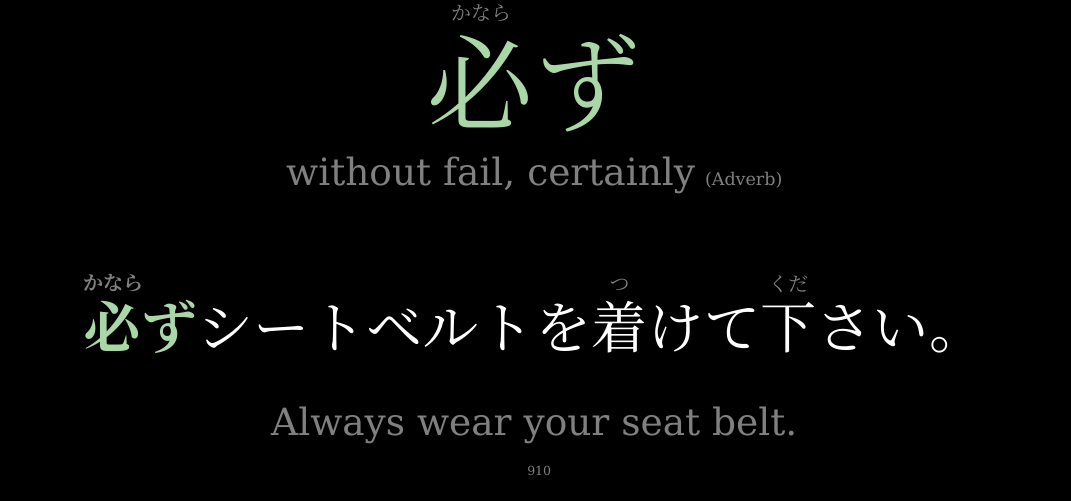 かなら
必ず
without fail, certainly (Adverb)
かなら つ くだ
必ずシートベルトを着けて下さい。
Always wear your seat belt.
910